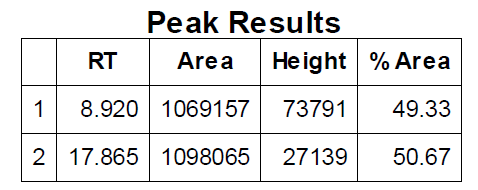 Peak Results
RT Area Height % Area
1 8.920 1069157 73791 49.33
2 17.865 1098065 27139 50.67